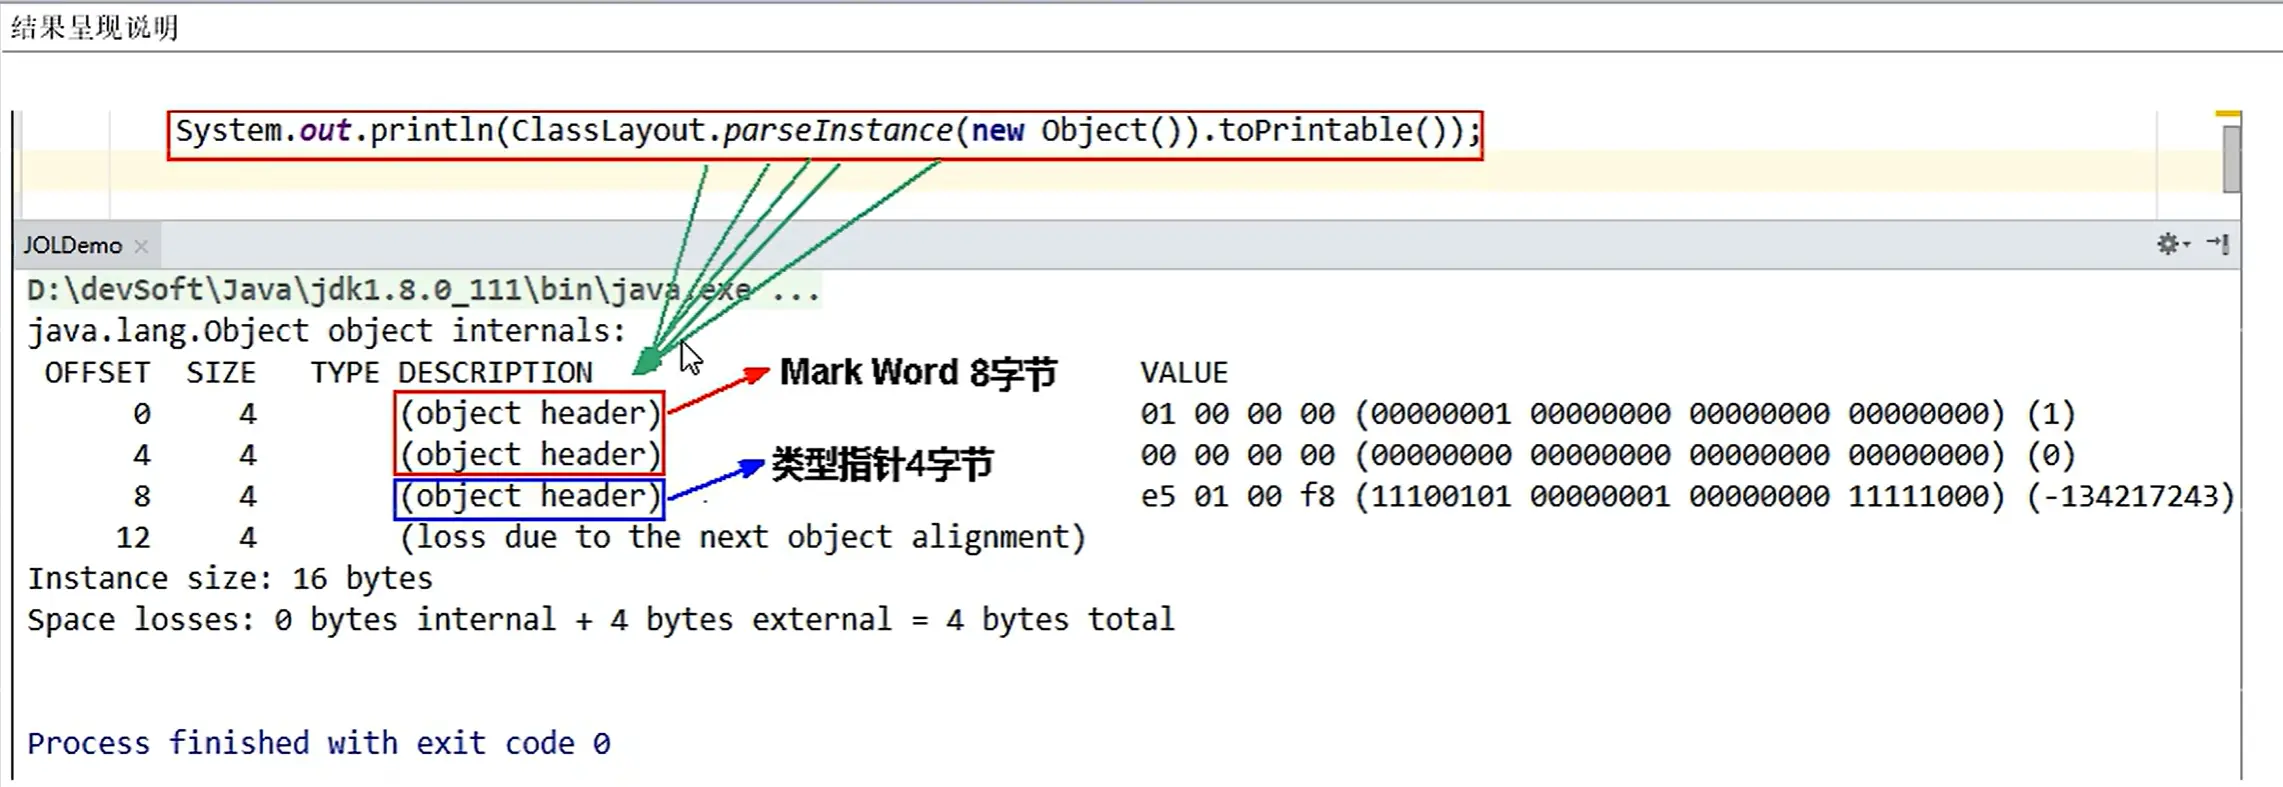 结果呈现说明
System.out.println(ClassLayout.parseInstance(new Object()).toPrintable());
JOLDemo ×
D:\devSoft\Java\jdk1.8.0_111\bin\java.exe ...
java.lang.Object object internals:
OFFSET SIZE TYPE DESCRIPTION Mark Word 8字节 VALUE
0 4 (object header) 01 00 00 00 (00000001 00000000 00000000 00000000) (1)
4 4 (object header) 类型指针4字节 00 00 00 00 (00000000 00000000 00000000 00000000) (0)
8 4 (object header) e5 01 00 f8 (11100101 00000001 00000000 11111000) (-134217243)
12 4 (loss due to the next object alignment)
Instance size: 16 bytes
Space losses: 0 bytes internal + 4 bytes external = 4 bytes total
Process finished with exit code 0